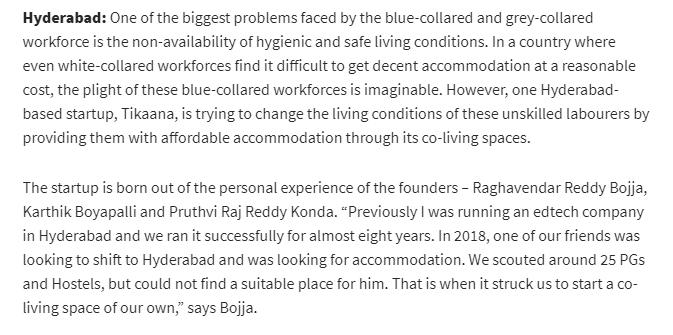 Hyderabad: One of the biggest problems faced by the blue-collared and grey-collared
workforce is the non-availability of hygienic and safe living conditions. In a country where
even white-collared workforces find it difficult to get decent accommodation at a reasonable
cost, the plight of these blue-collared workforces is imaginable. However, one Hyderabad-
based startup, Tikaana, is trying to change the living conditions of these unskilled labourers by
providing them with affordable accommodation through its co-living spaces.
The startup is born out of the personal experience of the founders – Raghavendar Reddy Bojja,
Karthik Boyapalli and Pruthvi Raj Reddy Konda. “Previously I was running an edtech company
in Hyderabad and we ran it successfully for almost eight years. In 2018, one of our friends was
looking to shift to Hyderabad and was looking for accommodation. We scouted around 25 PGs
and Hostels, but could not find a suitable place for him. That is when it struck us to start a co-
living space of our own,” says Bojja.